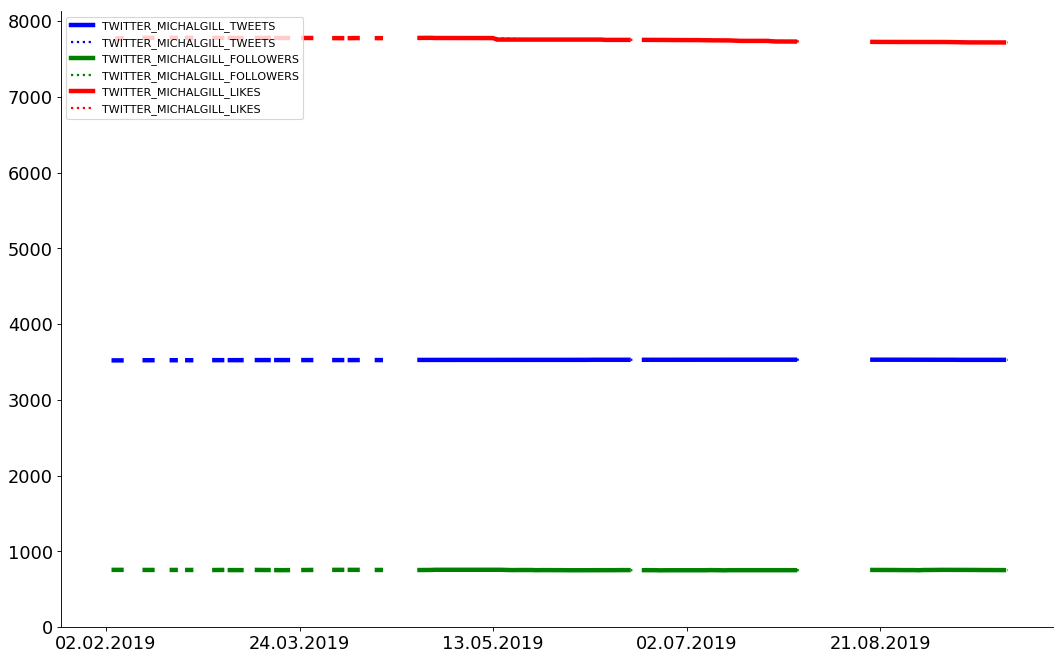 8000
7000
6000
5000
4000
3000
2000
1000
0
TWITTER_MICHALGILL_TWEETS
TWITTER_MICHALGILL_TWEETS
TWITTER_MICHALGILL_FOLLOWERS
TWITTER_MICHALGILL_FOLLOWERS
TWITTER_MICHALGILL_LIKES
TWITTER_MICHALGILL_LIKES
02.02.2019
24.03.2019
13.05.2019
02.07.2019
21.08.2019